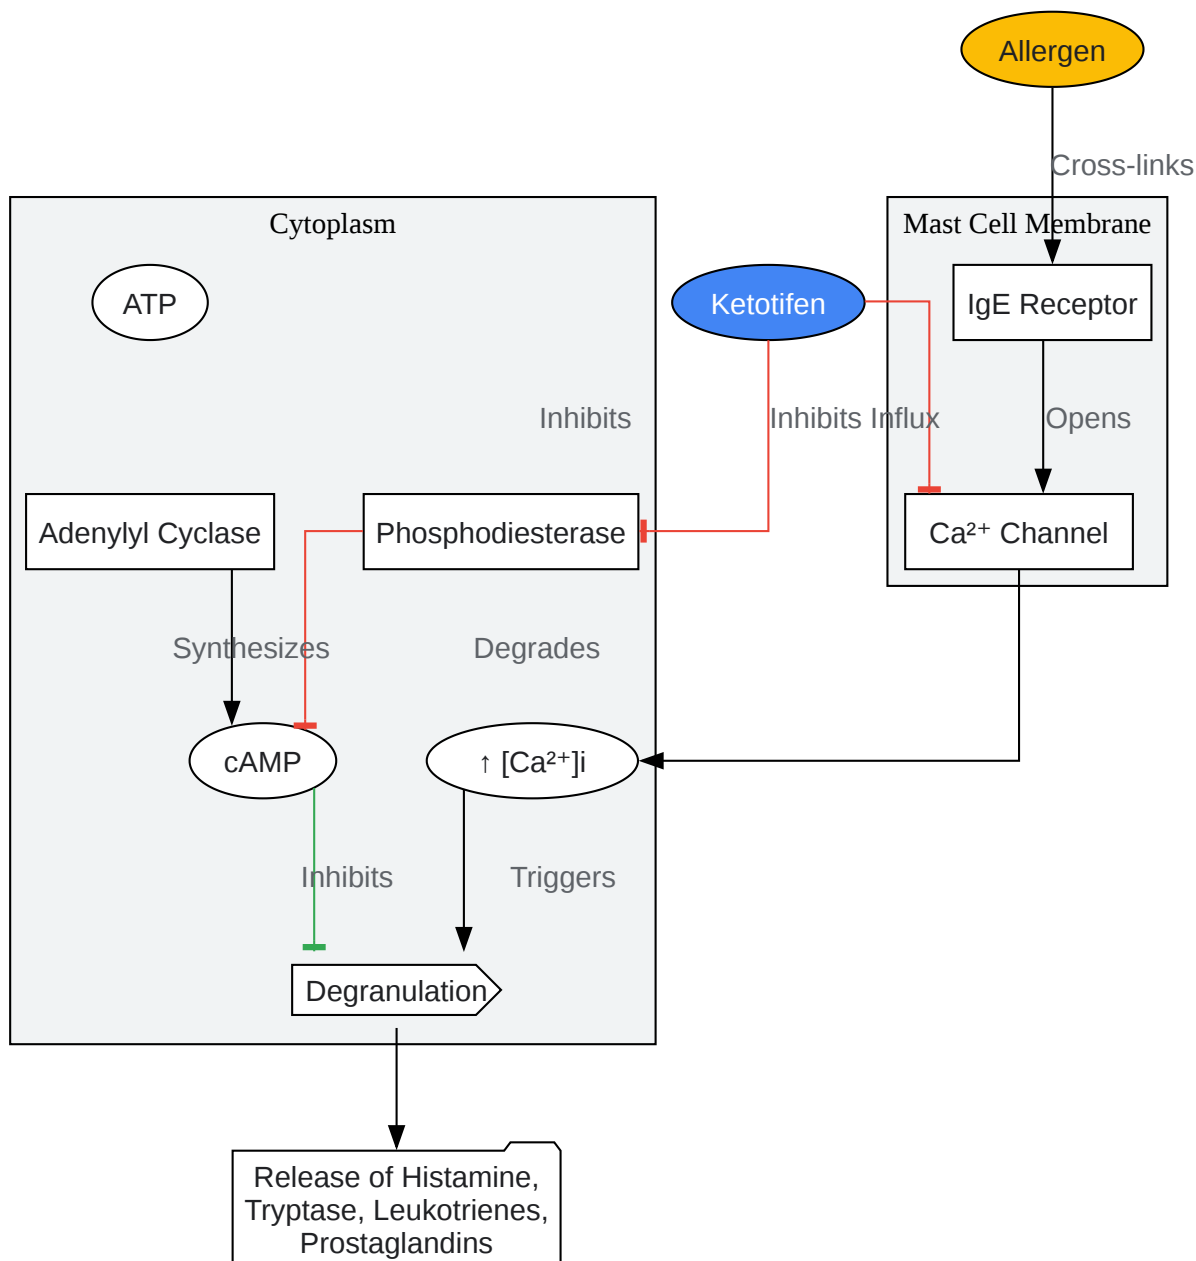 Allergen
Cross-links
Cytoplasm
Mast Cell Membrane
ATP
Ketotifen
IgE Receptor
Inhibits
Inhibits Influx
Opens
Adenylyl Cyclase
Phosphodiesterase
Ca²⁺ Channel
Synthesizes
Degrades
cAMP
↑ [Ca²⁺]i
Inhibits
Triggers
Degranulation
Release of Histamine,
Tryptase, Leukotrienes,
Prostaglandins